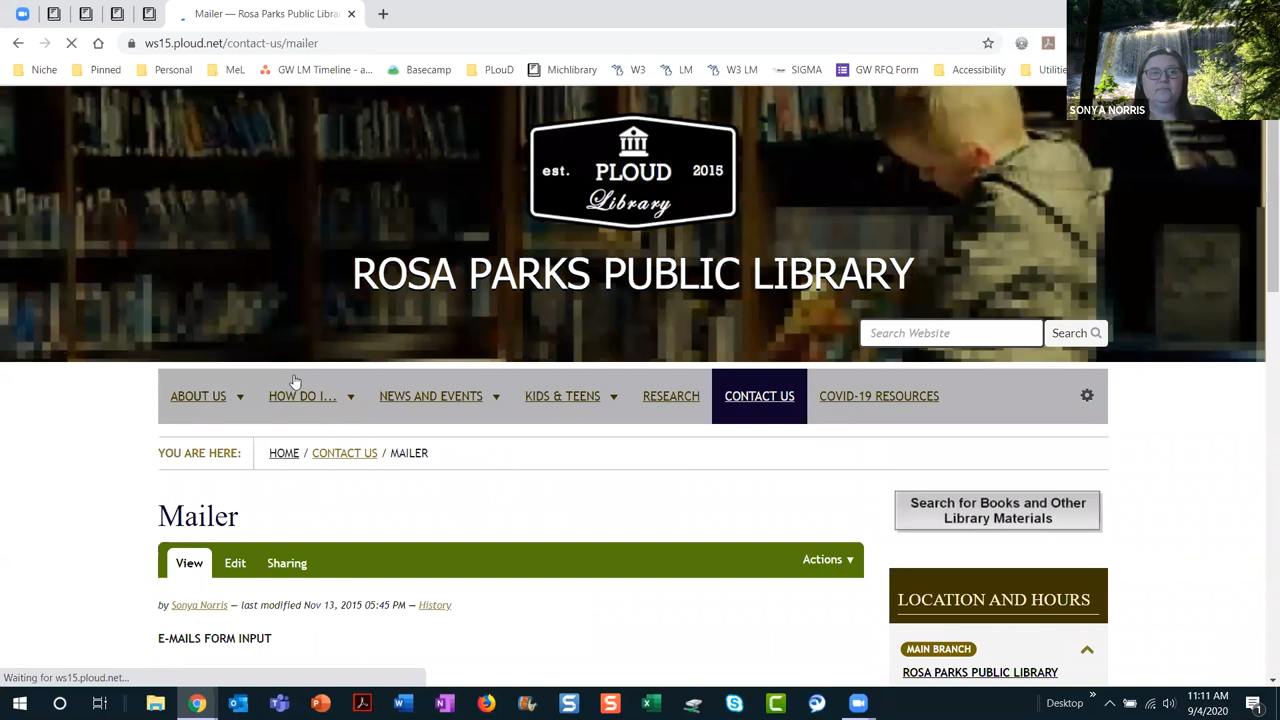 Mailer — Rosa Parks Public Libra
ws15.ploud.net/contact-us/mailer
Niche Pinned Personal MeL GW LM Timeline - a... Basecamp PLouD Michlibrary W3 LM W3 LM SIGMA GW RFQ Form Accessibility Utilitie
SONYA NORRIS
est. PLOUD 2015
Library
ROSA PARKS PUBLIC LIBRARY
Search Website Search
ABOUT US HOW DO I... NEWS AND EVENTS KIDS & TEENS RESEARCH CONTACT US COVID-19 RESOURCES
YOU ARE HERE: HOME / CONTACT US / MAILER
Mailer
Search for Books and Other
Library Materials
View Edit Sharing Actions ▼
LOCATION AND HOURS
by Sonya Norris — last modified Nov 13, 2015 05:45 PM — History
E-MAILS FORM INPUT
MAIN BRANCH
ROSA PARKS PUBLIC LIBRARY
Waiting for ws15.ploud.net...
Desktop
11:11 AM
9/4/2020